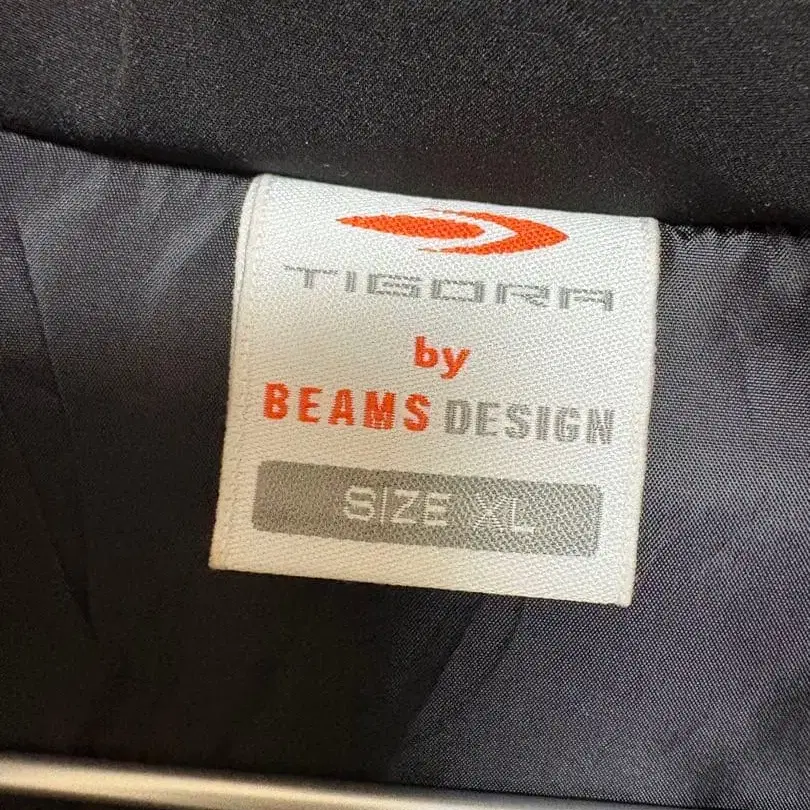 TIGORA
by
BEAMS DESIGN
SIZE XL